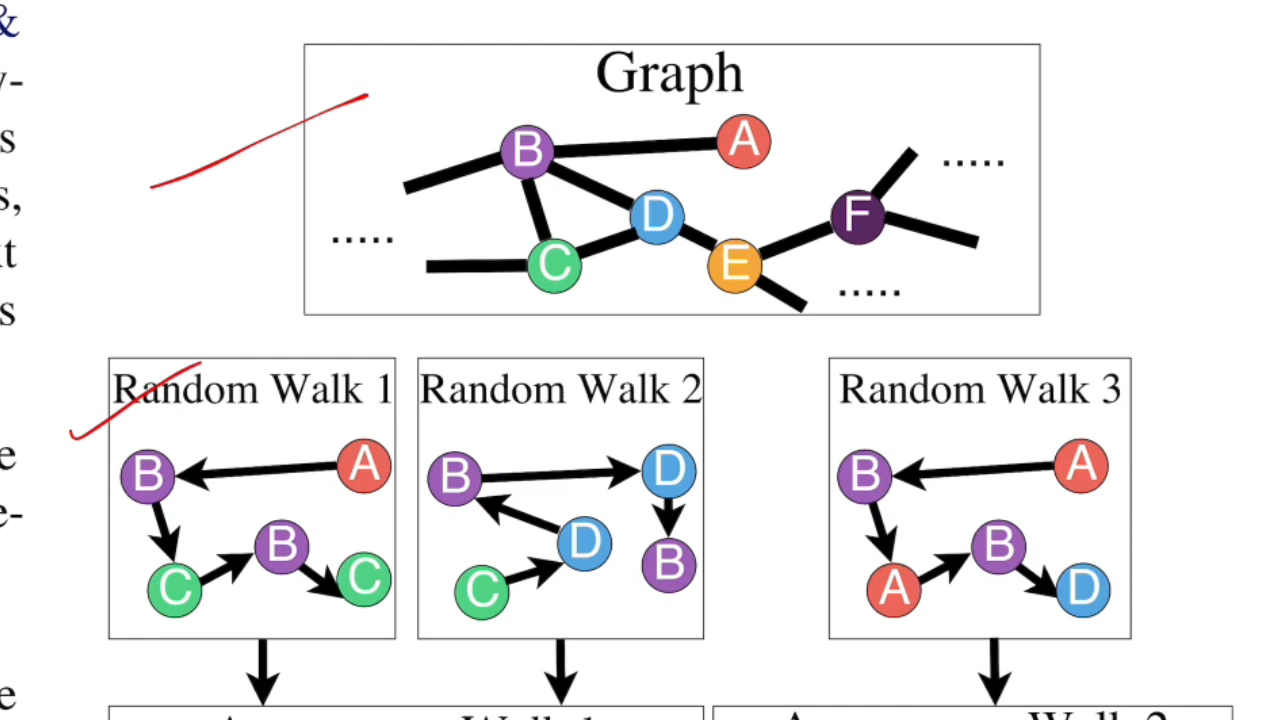 &
y-
s
s,
t
s
e
e-
e
Graph
B A
.....
D F
.....
C E
.....
Random Walk 1
B A
B
C C
Random Walk 2
B D
D
C B
Random Walk 3
B A
B
A D